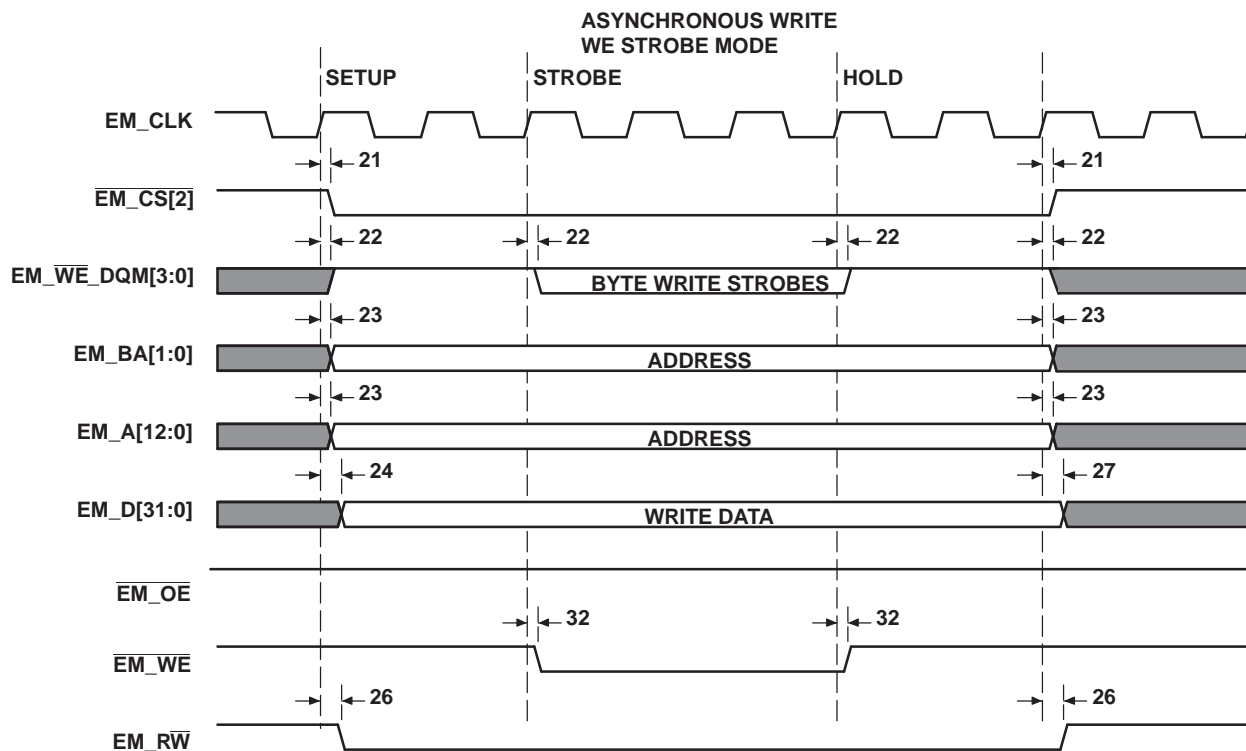 ASYNCHRONOUS WRITE
WE STROBE MODE
SETUP STROBE HOLD
EM_CLK
21 21
EM_CS[2]
22 22 22 22
EM_WE_DQM[3:0] BYTE WRITE STROBES
23 23
EM_BA[1:0] ADDRESS
23 23
EM_A[12:0] ADDRESS
24 27
EM_D[31:0] WRITE DATA
EM_OE
32 32
EM_WE
26 26
EM_RW